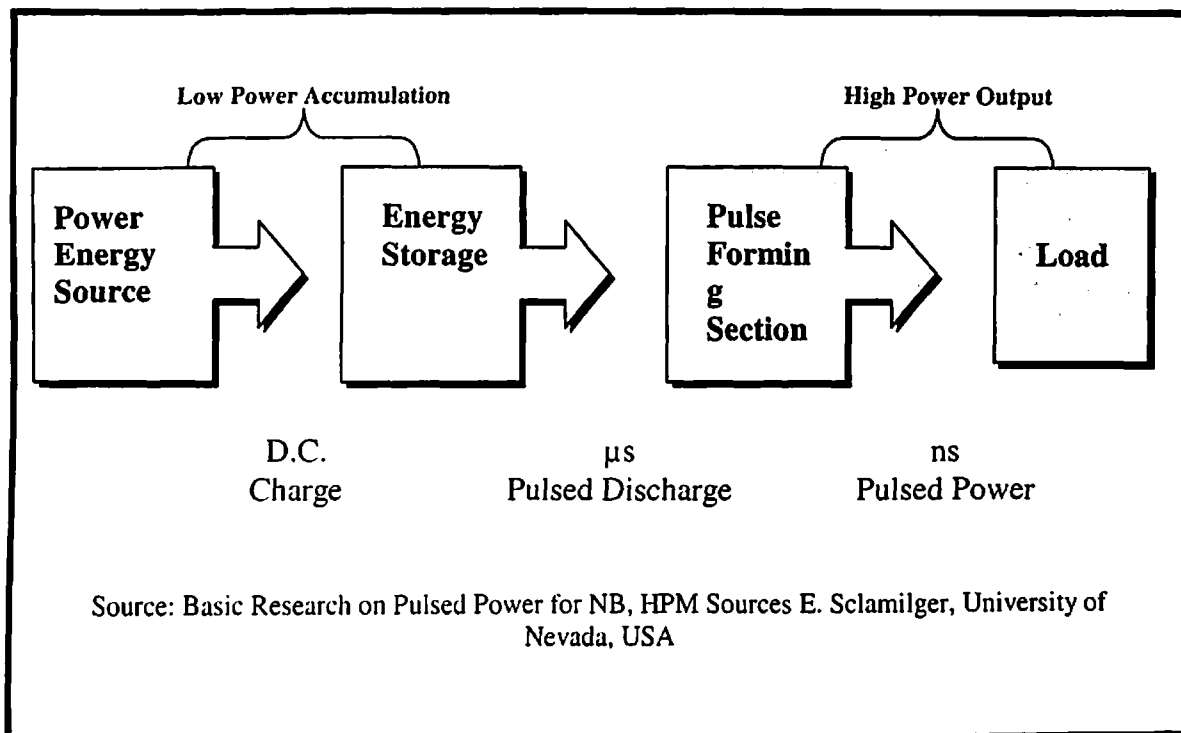 Low Power Accumulation
High Power Output
Power
Energy
Source
Energy
Storage
Pulse
Formin
g
Section
Load
D.C.
Charge
µs
Pulsed Discharge
ns
Pulsed Power
Source: Basic Research on Pulsed Power for NB, HPM Sources E. Sclamilger, University of
Nevada, USA